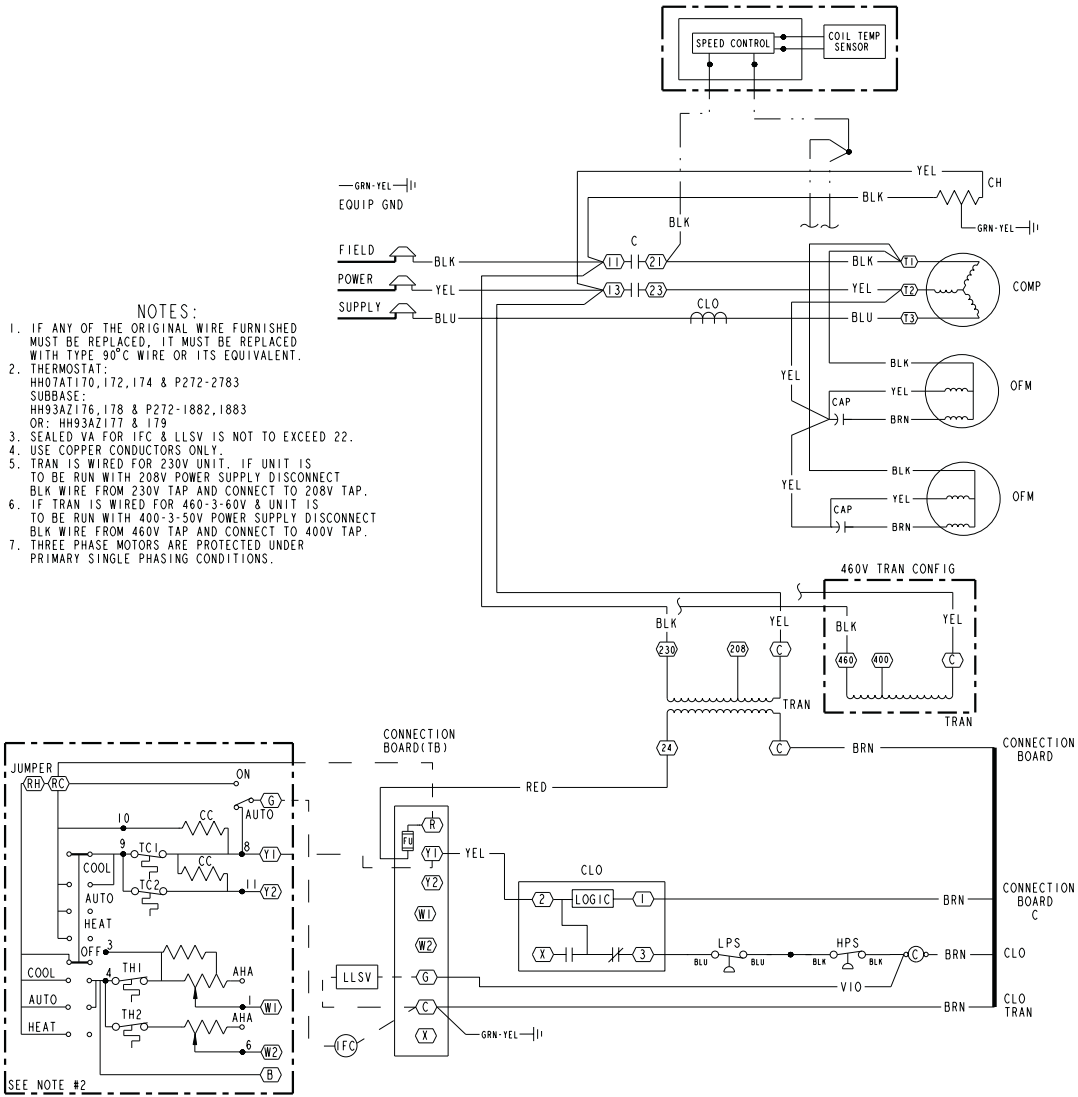 SPEED CONTROL
COIL TEMP
SENSOR
GRN-YEL
EQUIP GND
YEL
CH
BLK
GRN-YEL
BLK
FIELD
BLK
C
11
21
BLK
T1
POWER
YEL
13
23
YEL
T2
COMP
SUPPLY
BLU
CLO
BLU
T3
NOTES:
1. IF ANY OF THE ORIGINAL WIRE FURNISHED
MUST BE REPLACED, IT MUST BE REPLACED
WITH TYPE 90°C WIRE OR ITS EQUIVALENT.
2. THERMOSTAT:
HH07AT170,172,174 & P272-2783
SUBBASE:
HH93AZ176,178 & P272-1882,1883
OR: HH93AZ177 & 179
3. SEALED VA FOR IFC & LLSV IS NOT TO EXCEED 22.
4. USE COPPER CONDUCTORS ONLY.
5. TRAN IS WIRED FOR 230V UNIT. IF UNIT IS
TO BE RUN WITH 208V POWER SUPPLY DISCONNECT
BLK WIRE FROM 230V TAP AND CONNECT TO 208V TAP.
6. IF TRAN IS WIRED FOR 460-3-60V & UNIT IS
TO BE RUN WITH 400-3-50V POWER SUPPLY DISCONNECT
BLK WIRE FROM 460V TAP AND CONNECT TO 400V TAP.
7. THREE PHASE MOTORS ARE PROTECTED UNDER
PRIMARY SINGLE PHASING CONDITIONS.
BLK
YEL
YEL
OFM
CAP
BRN
BLK
YEL
YEL
OFM
CAP
BRN
460V TRAN CONFIG
BLK
YEL
BLK
YEL
230
208
C
460
400
C
TRAN
TRAN
24
C
BRN
CONNECTION
BOARD
CONNECTION
BOARD(TB)
RED
JUMPER
RH
RC
ON
G
AUTO
10
CC
9
TC1
8
Y1
CC
COOL
TC2
11
Y2
AUTO
HEAT
OFF
3
COOL
4
TH1
AHA
AUTO
1
W1
HEAT
TH2
AHA
6
W2
B
SEE NOTE #2
R
FU
Y1
YEL
Y2
W1
W2
G
C
X
LLSV
IFC
GRN-YEL
CLO
2
LOGIC
1
BRN
CONNECTION
BOARD
C
X
3
BLU
LPS
BLU
BLK
HPS
BLK
C
BRN
CLO
VIO
BRN
CLO
TRAN